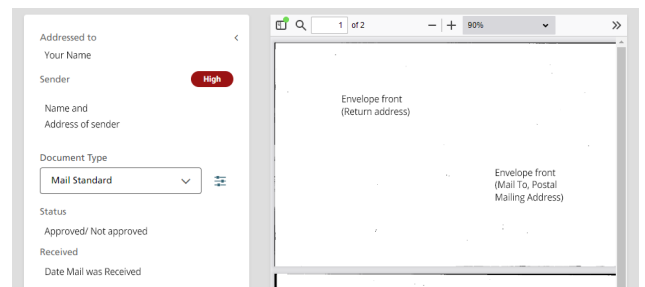 Addressed to
Your Name
Sender
High
Name and
Address of sender
Document Type
Mail Standard
Status
Approved/ Not approved
Received
Date Mail was Received
1 of 2
90%
Envelope front
(Return address)
Envelope front
(Mail To, Postal
Mailing Address)